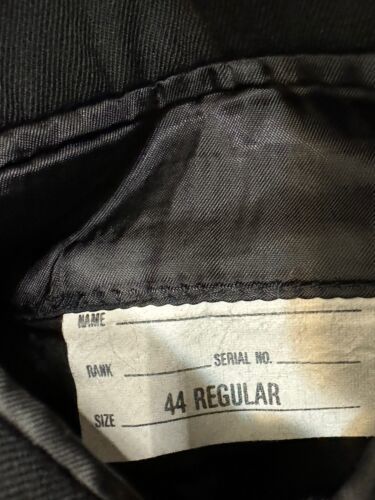 NAME
RANK SERIAL NO.
SIZE 44 REGULAR